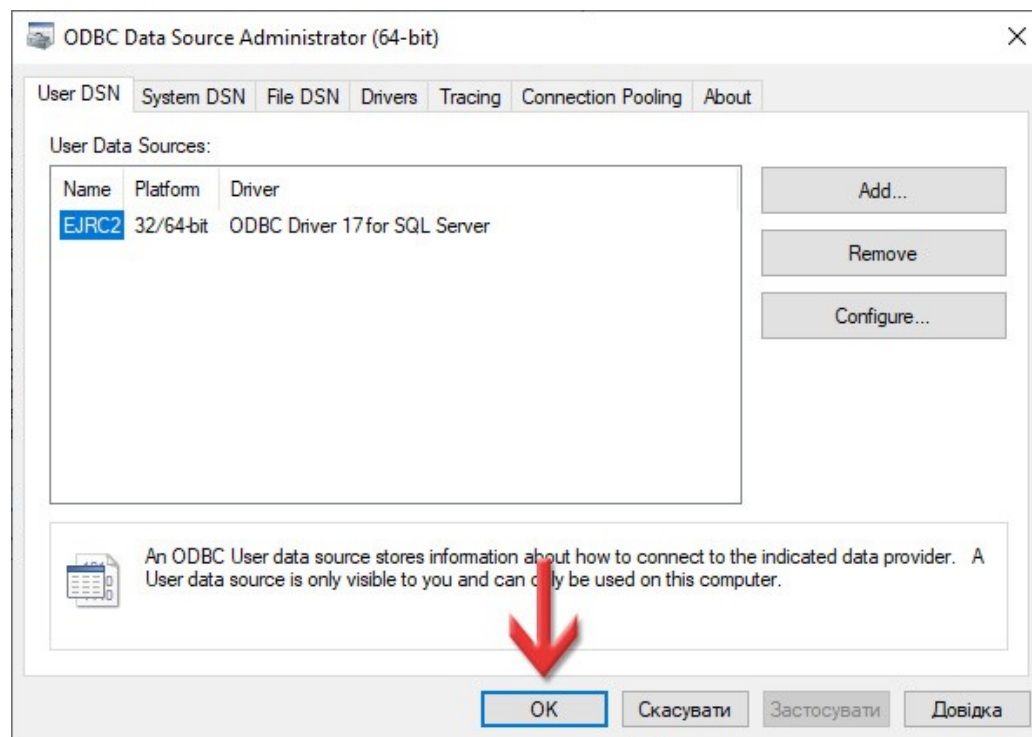 ODBC Data Source Administrator (64-bit)
User DSN System DSN File DSN Drivers Tracing Connection Pooling About
User Data Sources:
Name Platform Driver
EJRC2 32/64-bit ODBC Driver 17 for SQL Server
Add...
Remove
Configure...
An ODBC User data source stores information about how to connect to the indicated data provider. A
User data source is only visible to you and can only be used on this computer.
OK Скасувати Застосувати Довідка